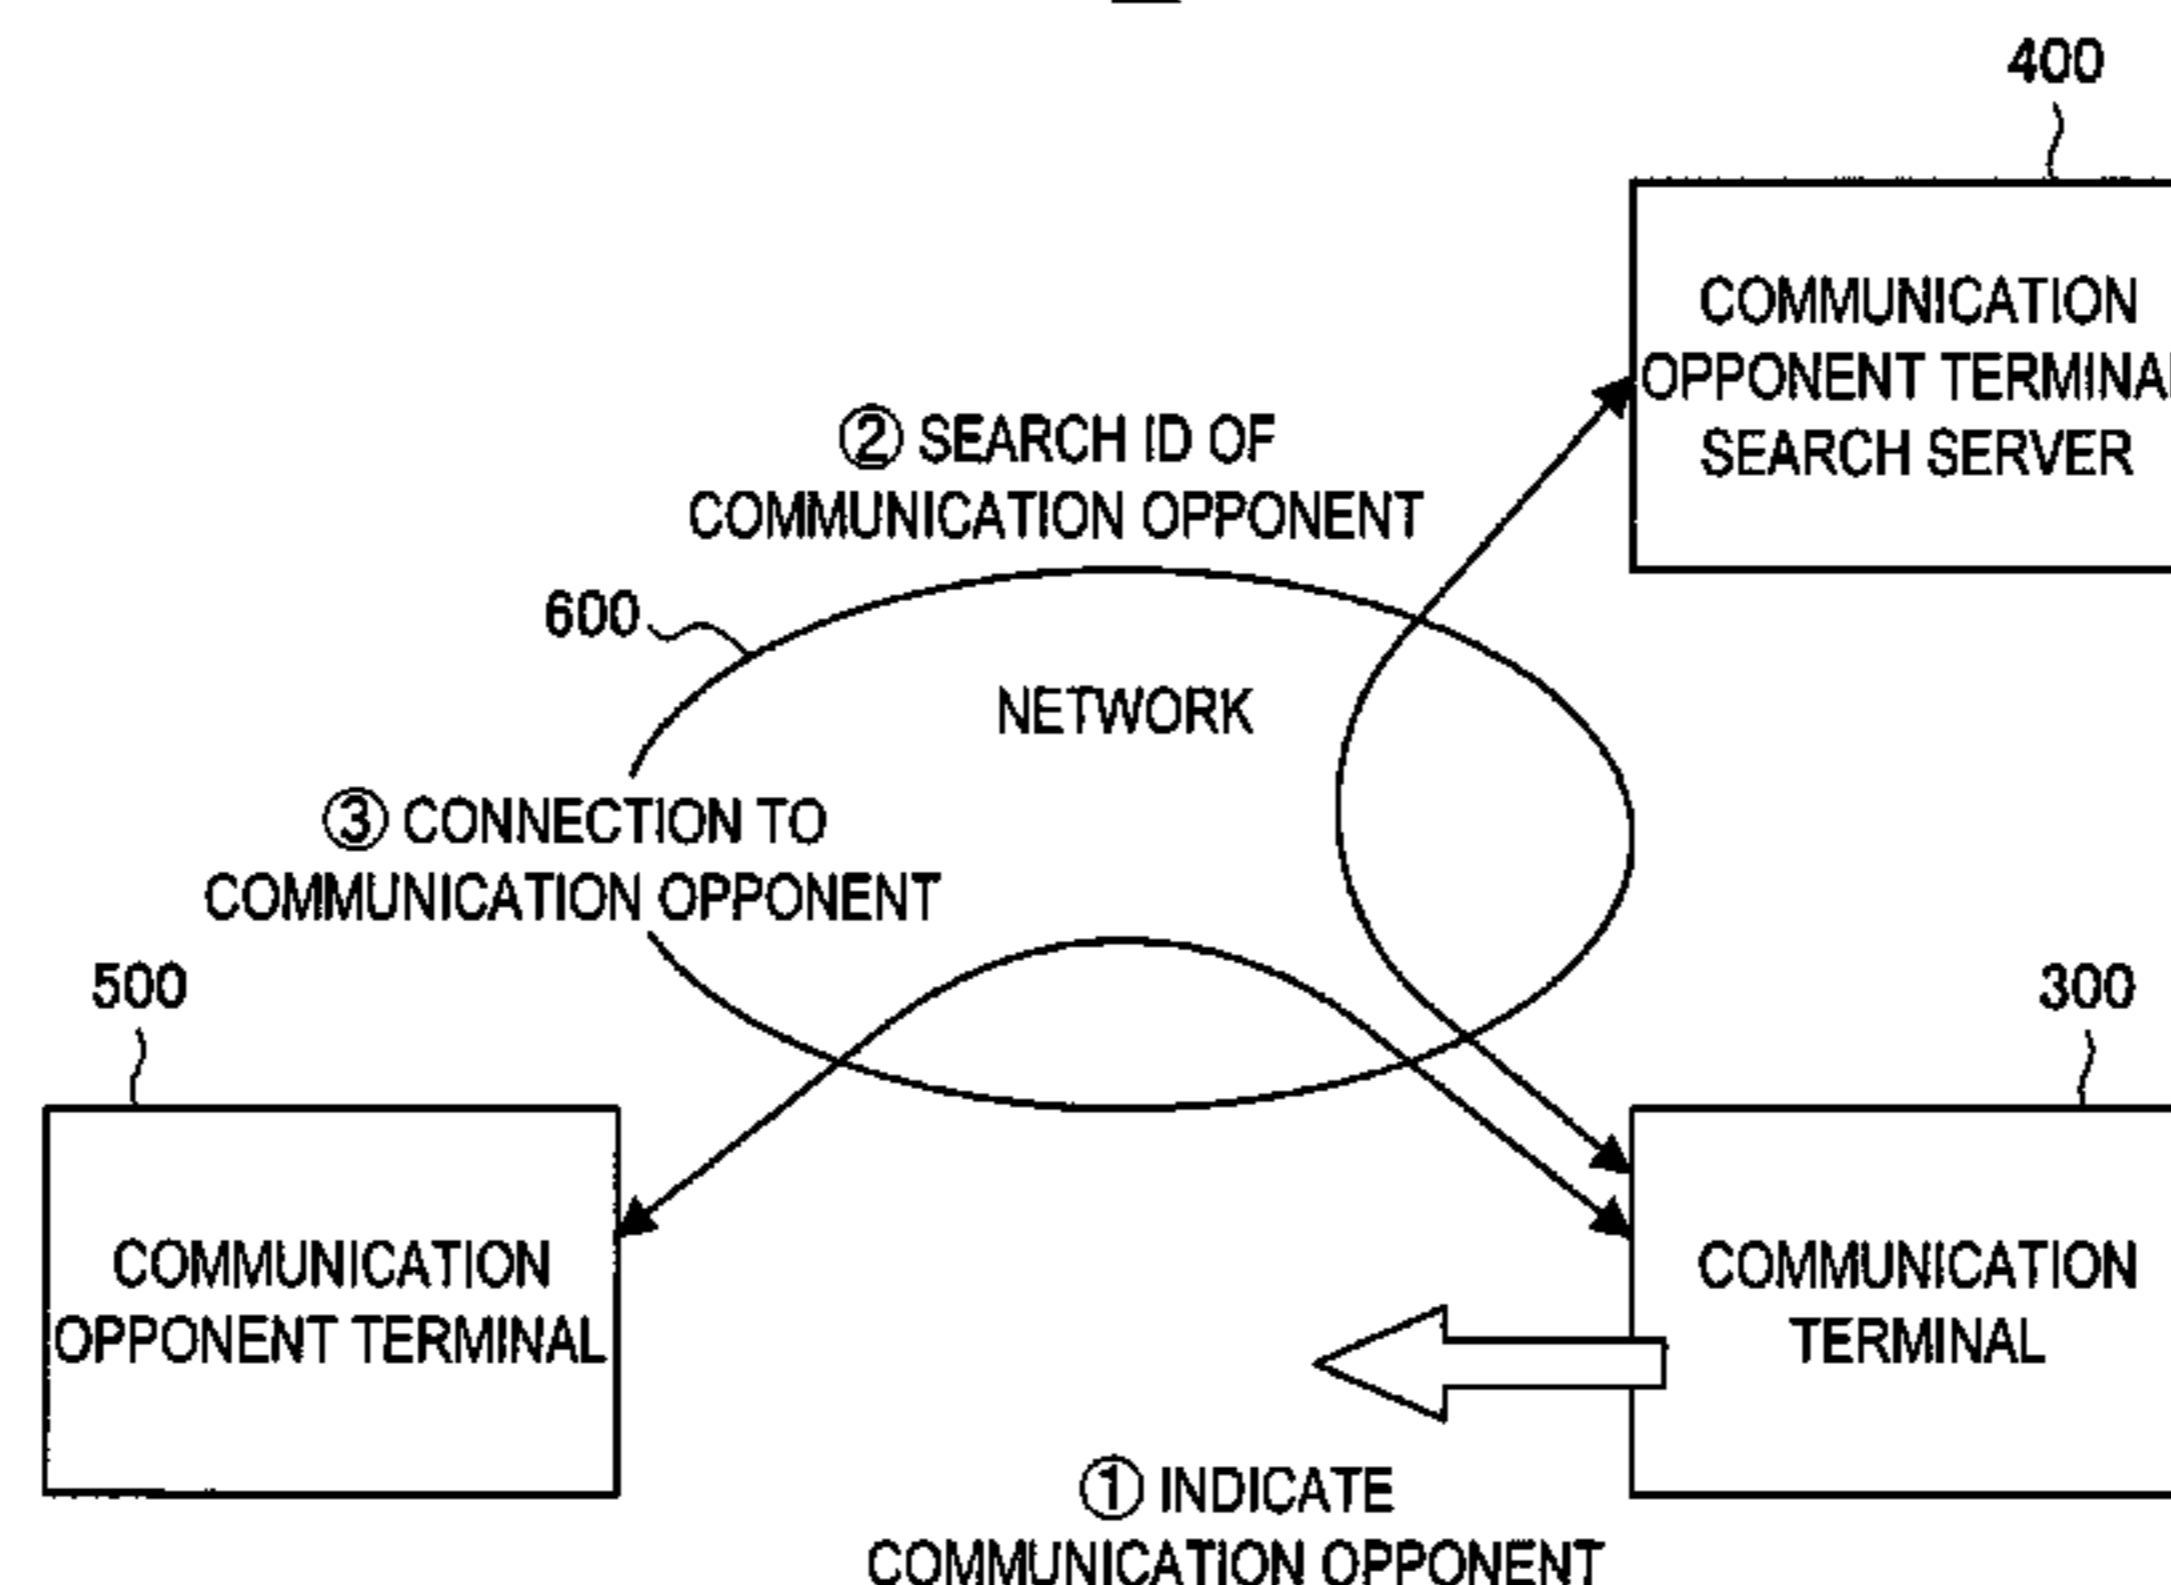 400
COMMUNICATION
OPPONENT TERMINAL
SEARCH SERVER
② SEARCH ID OF
COMMUNICATION OPPONENT
600
NETWORK
③ CONNECTION TO
COMMUNICATION OPPONENT
500
300
COMMUNICATION
OPPONENT TERMINAL
COMMUNICATION
TERMINAL
① INDICATE
COMMUNICATION OPPONENT